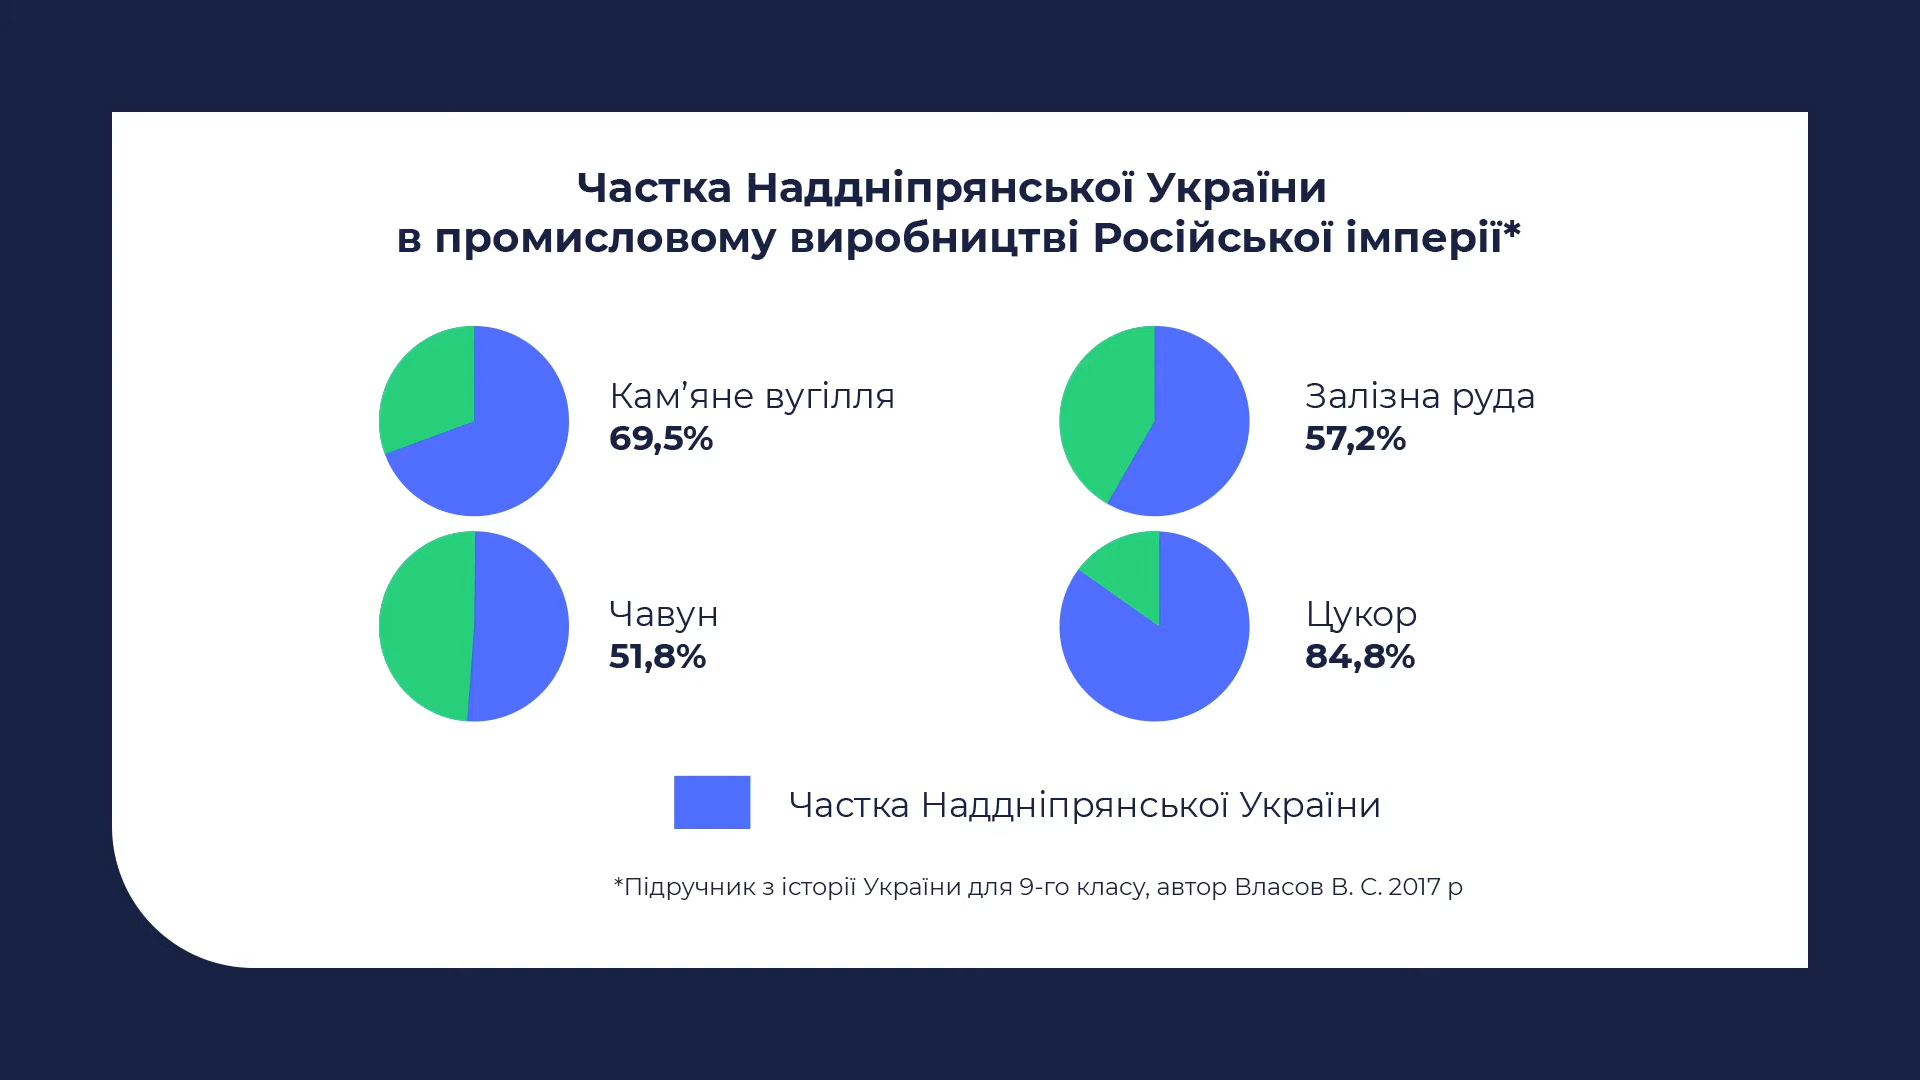 Частка Наддніпрянської України
в промисловому виробництві Російської імперії*
Кам’яне вугілля
69,5%
Залізна руда
57,2%
Чавун
51,8%
Цукор
84,8%
Частка Наддніпрянської України
*Підручник з історії України для 9-го класу, автор Власов В. С. 2017 р